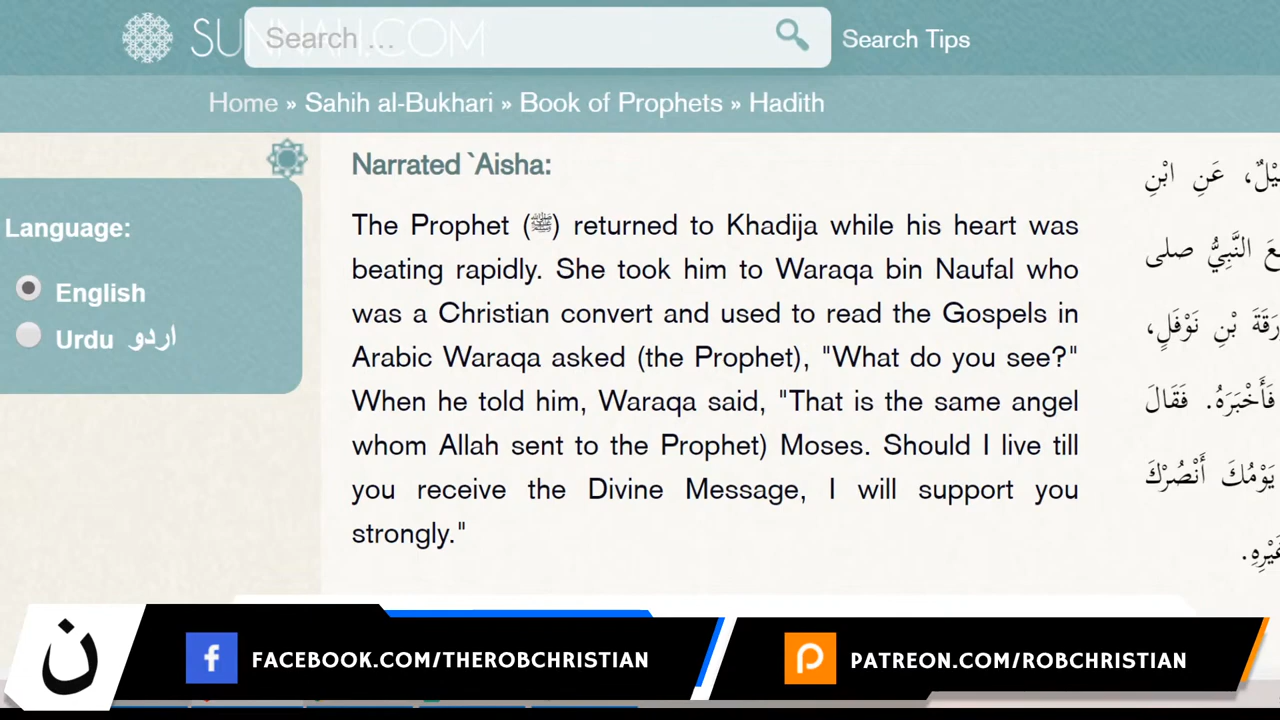 SUNNAH.COM
Search ...
Search Tips
Home » Sahih al-Bukhari » Book of Prophets » Hadith
Language:
English
Urdu اردو
Narrated `Aisha:
The Prophet (ﷺ) returned to Khadija while his heart was
beating rapidly. She took him to Waraqa bin Naufal who
was a Christian convert and used to read the Gospels in
Arabic Waraqa asked (the Prophet), "What do you see?"
When he told him, Waraqa said, "That is the same angel
whom Allah sent to the Prophet) Moses. Should I live till
you receive the Divine Message, I will support you
strongly."
عَنِ ابْنِ
النَّبِيُّ صلى
بْنِ نَوْفَلٍ،
فَأَخْبَرَهُ. فَقَالَ
يَوْمُكَ أَنْصُرْكَ
ن
f
FACEBOOK.COM/THEROBCHRISTIAN
PATREON.COM/ROBCHRISTIAN